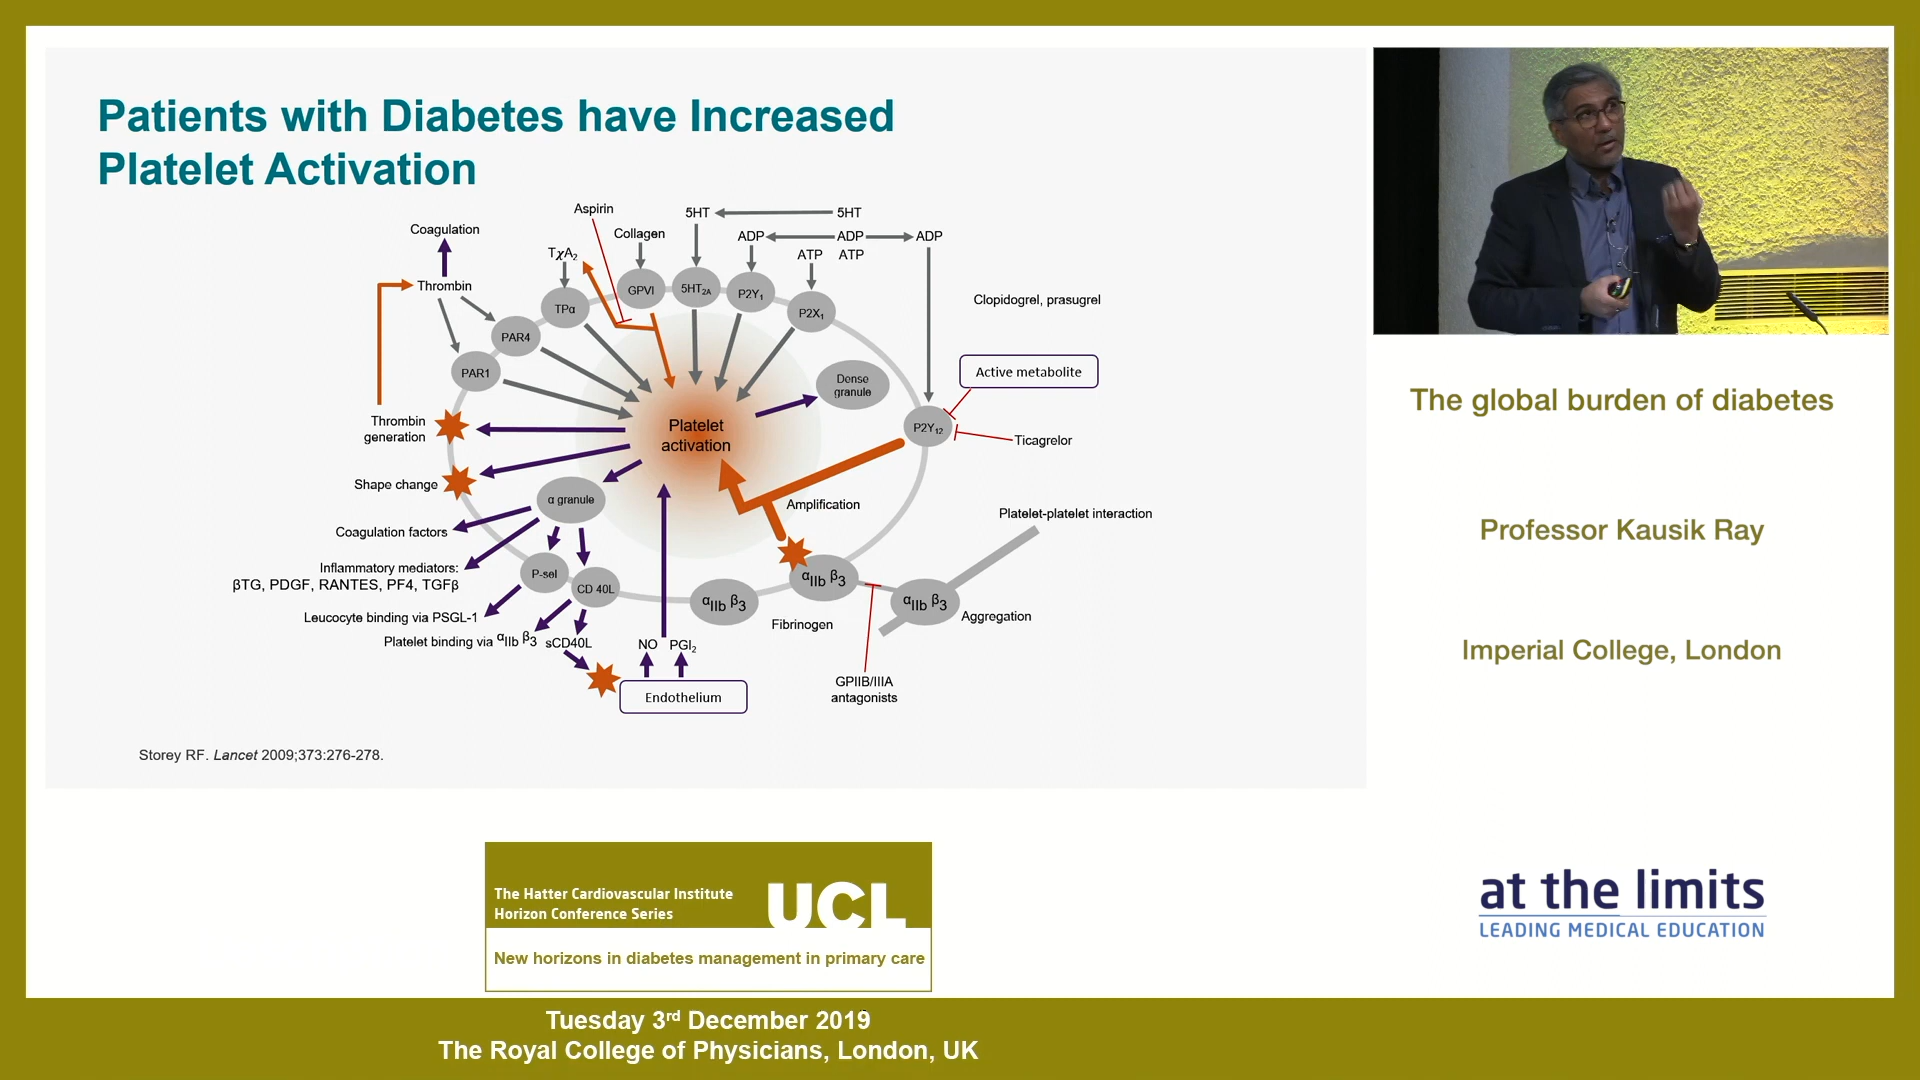 Patients with Diabetes have Increased
Platelet Activation
Aspirin
5HT
5HT
Coagulation
Collagen
ADP
ADP
ADP
TχA2
ATP
ATP
Thrombin
GPVI
5HT2A
P2Y1
P2X1
TPα
Clopidogrel, prasugrel
PAR4
PAR1
Active metabolite
Dense
granule
Thrombin
generation
Platelet
activation
P2Y12
Ticagrelor
Shape change
α granule
Amplification
Platelet-platelet interaction
Coagulation factors
Inflammatory mediators:
βTG, PDGF, RANTES, PF4, TGFβ
P-sel
CD 40L
αIIb β3
αIIb β3
αIIb β3
Leucocyte binding via PSGL-1
Fibrinogen
Aggregation
Platelet binding via αIIb β3
sCD40L
NO
PGI2
GPIIB/IIIA
antagonists
Endothelium
Storey RF. Lancet 2009;373:276-278.
The global burden of diabetes
Professor Kausik Ray
Imperial College, London
The Hatter Cardiovascular Institute
Horizon Conference Series
UCL
New horizons in diabetes management in primary care
at the limits
LEADING MEDICAL EDUCATION
Tuesday 3rd December 2019
The Royal College of Physicians, London, UK